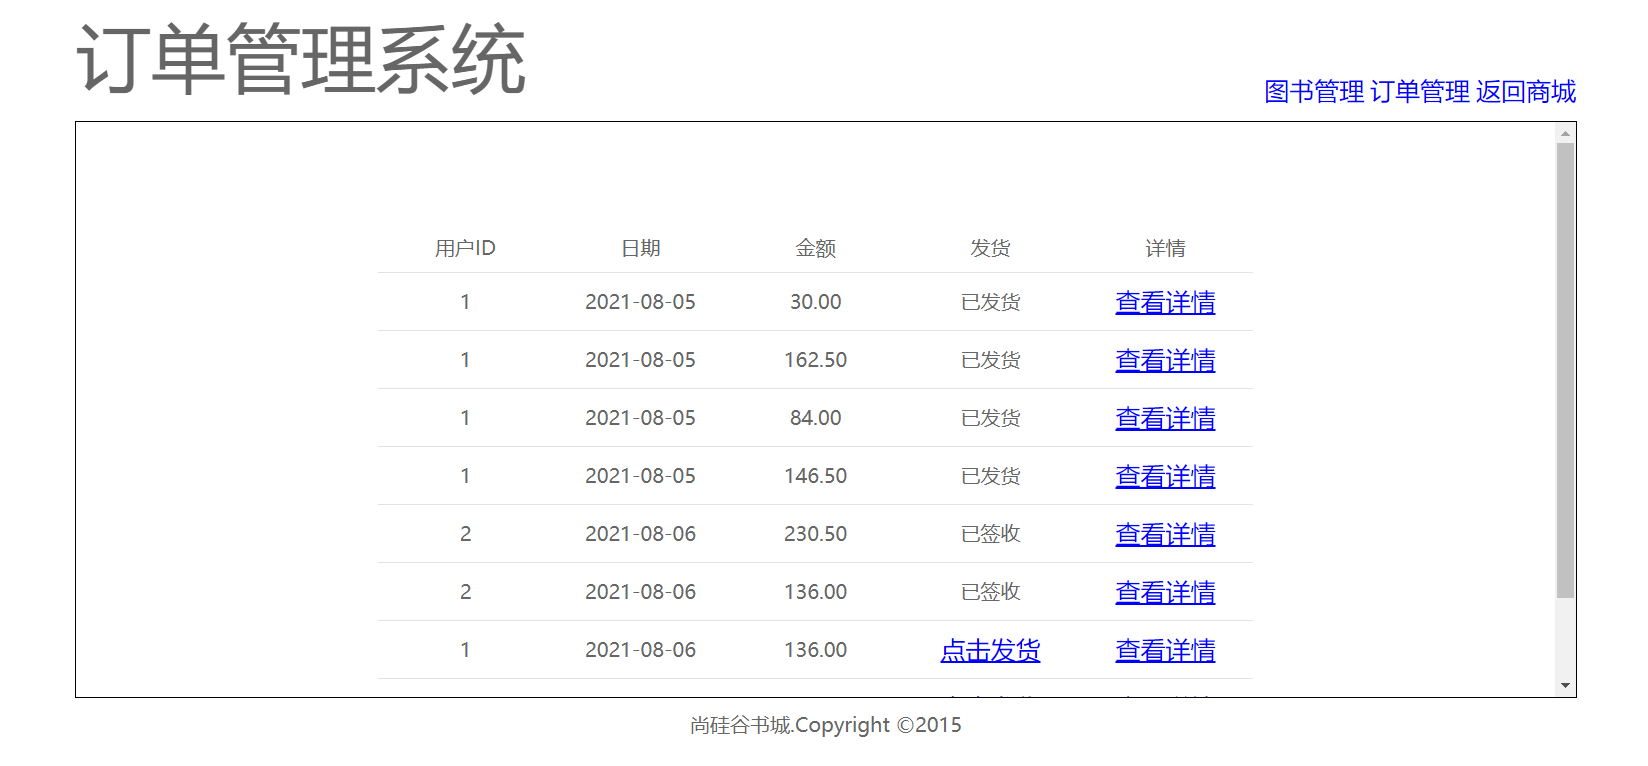 订单管理系统
图书管理 订单管理 返回商城
用户ID 日期 金额 发货 详情
1 2021-08-05 30.00 已发货 查看详情
1 2021-08-05 162.50 已发货 查看详情
1 2021-08-05 84.00 已发货 查看详情
1 2021-08-05 146.50 已发货 查看详情
2 2021-08-06 230.50 已签收 查看详情
2 2021-08-06 136.00 已签收 查看详情
1 2021-08-06 136.00 点击发货 查看详情
尚硅谷书城.Copyright ©2015